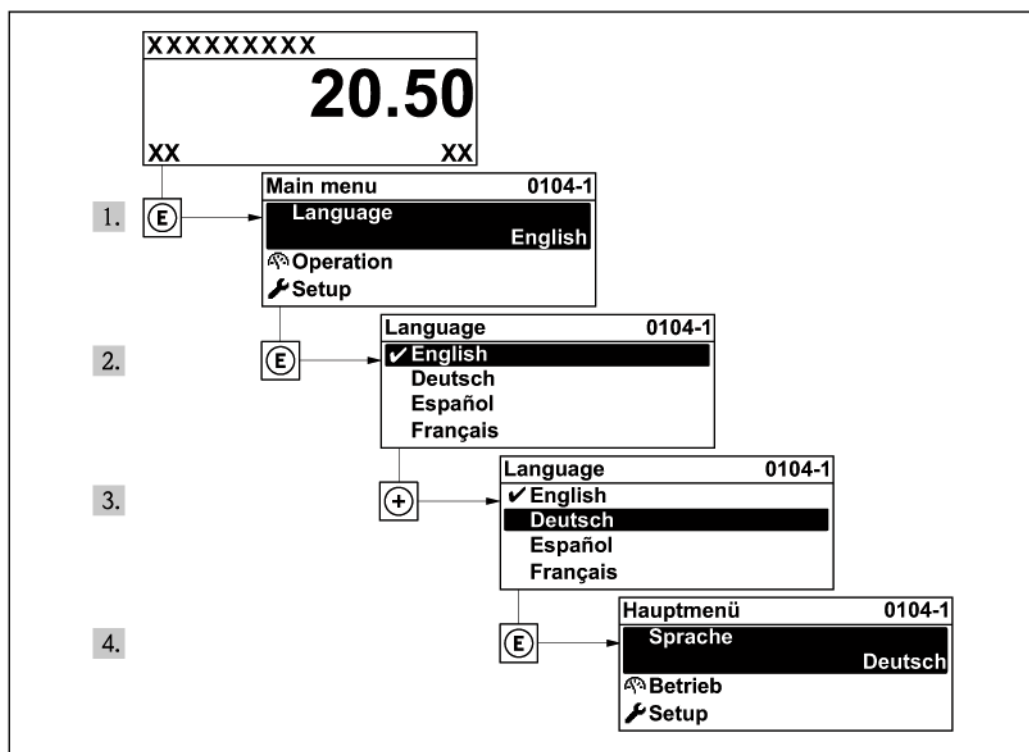 XXXXXXXXX
20.50
XX XX
1. E
Main menu 0104-1
Language
English
Operation
Setup
2. E
Language 0104-1
✔ English
Deutsch
Español
Français
3. +
Language 0104-1
✔ English
Deutsch
Español
Français
4. E
Hauptmenü 0104-1
Sprache
Deutsch
Betrieb
Setup